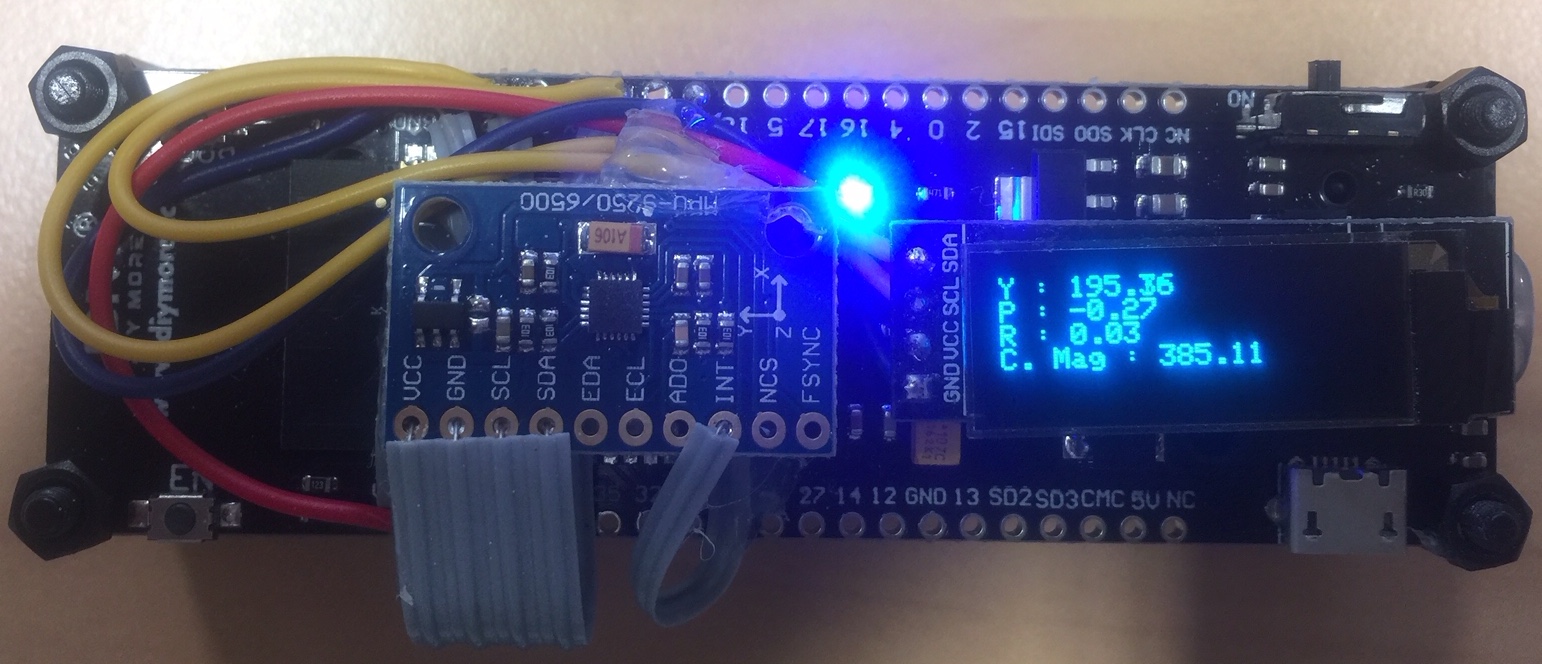 5
17
16
4
0
2
15
SDI
SDO
CLK
NC
ON
MPU-9250/6500
A106
X
Y
Z
VCC
GND
SCL
SDA
EDA
ECL
ADO
INT
NCS
FSYNC
GND VCC SCL SDA
Y : 195.36
P : -0.27
R : 0.03
C. Mag : 385.11
EN
27 14 12 GND 13 SD2 SD3 CMC 5V NC